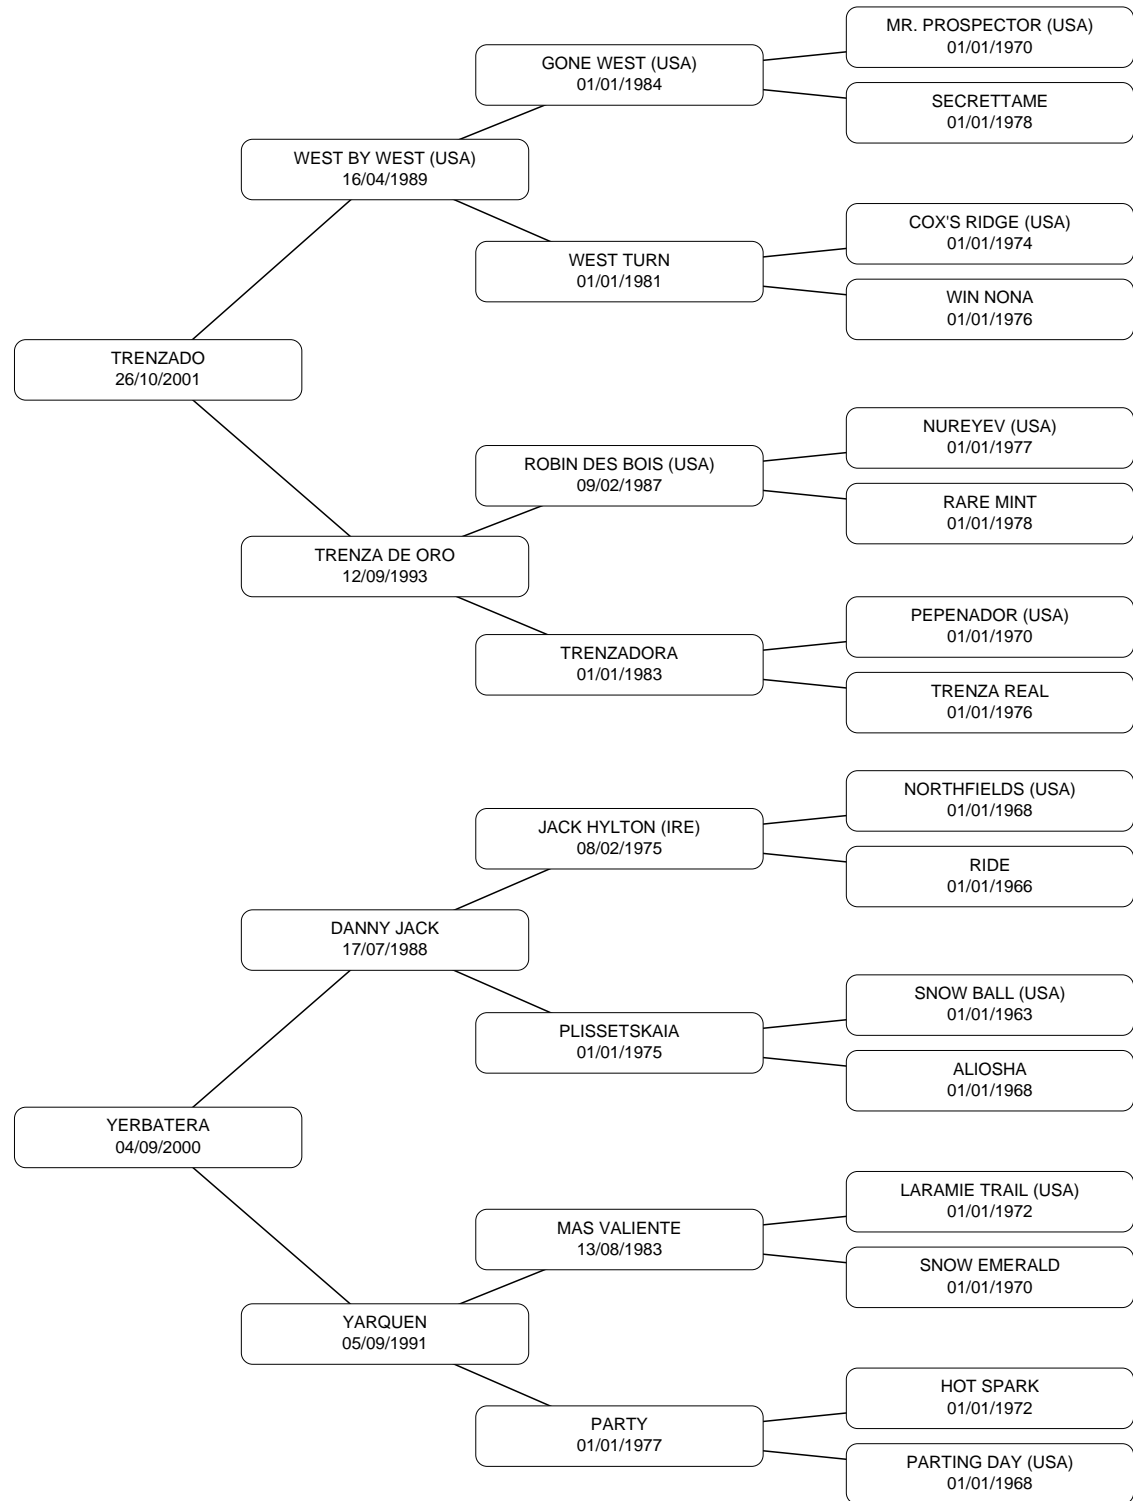 MR. PROSPECTOR (USA)
01/01/1970
GONE WEST (USA)
01/01/1984
SECRETTAME
01/01/1978
WEST BY WEST (USA)
16/04/1989
COX'S RIDGE (USA)
01/01/1974
WEST TURN
01/01/1981
WIN NONA
01/01/1976
TRENZADO
26/10/2001
NUREYEV (USA)
01/01/1977
ROBIN DES BOIS (USA)
09/02/1987
RARE MINT
01/01/1978
TRENZA DE ORO
12/09/1993
PEPENADOR (USA)
01/01/1970
TRENZADORA
01/01/1983
TRENZA REAL
01/01/1976
NORTHFIELDS (USA)
01/01/1968
JACK HYLTON (IRE)
08/02/1975
RIDE
01/01/1966
DANNY JACK
17/07/1988
SNOW BALL (USA)
01/01/1963
PLISSETSKAIA
01/01/1975
ALIOSHA
01/01/1968
YERBATERA
04/09/2000
LARAMIE TRAIL (USA)
01/01/1972
MAS VALIENTE
13/08/1983
SNOW EMERALD
01/01/1970
YARQUEN
05/09/1991
HOT SPARK
01/01/1972
PARTY
01/01/1977
PARTING DAY (USA)
01/01/1968